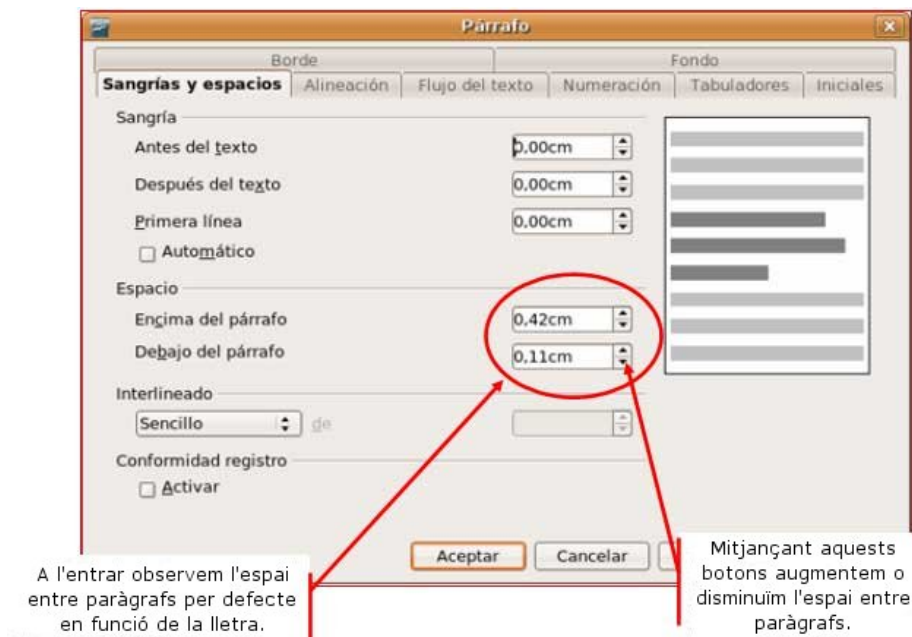 Párrafo
Borde Fondo
Sangrías y espacios Alineación Flujo del texto Numeración Tabuladores Iniciales
Sangría
Antes del texto 0,00cm
Después del texto 0,00cm
Primera línea 0,00cm
Automático
Espacio
Encima del párrafo 0,42cm
Debajo del párrafo 0,11cm
Interlineado
Sencillo de
Conformidad registro
Activar
Aceptar Cancelar
A l'entrar observem l'espai
entre paràgrafs per defecte
en funció de la lletra.
Mitjançant aquests
botons augmentem o
disminuïm l'espai entre
paràgrafs.